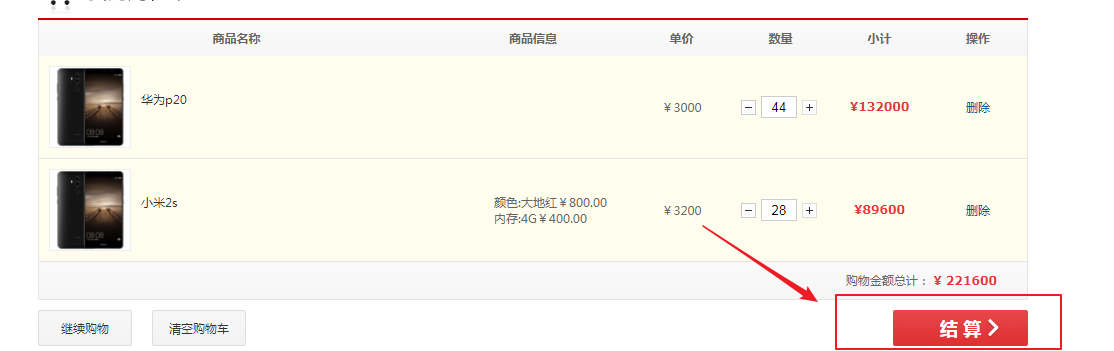 商品名称 商品信息 单价 数量 小计 操作
华为p20 ￥3000 44 ¥132000 删除
小米2s 颜色:大地红￥800.00 ￥3200 28 ¥89600 删除
内存:4G￥400.00
购物金额总计： ￥ 221600
继续购物 清空购物车 结 算